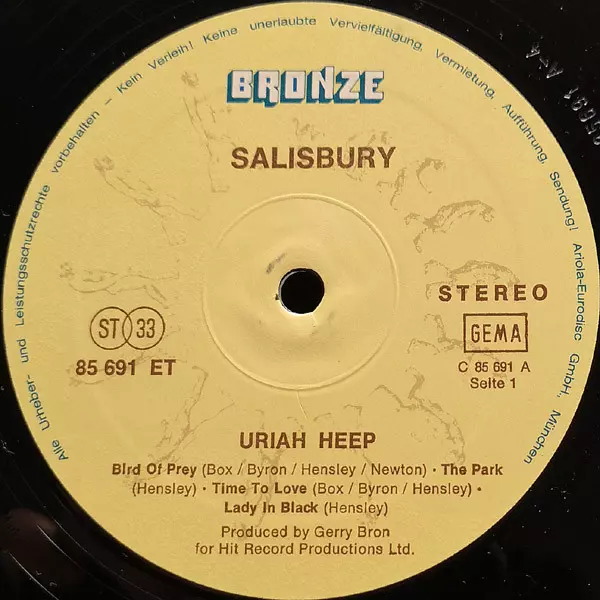 Alle Urheber- und Leistungsschutzrechte vorbehalten – Kein Verleih! Keine unerlaubte Vervielfältigung, Vermietung, Aufführung, Sendung! Ariola-Eurodisc GmbH., München
BRONZE
SALISBURY
STEREO
ST 33
GEMA
85 691 ET
C 85 691 A
Seite 1
URIAH HEEP
Bird Of Prey (Box / Byron / Hensley / Newton) · The Park
(Hensley) · Time To Love (Box / Byron / Hensley) ·
Lady In Black (Hensley)
Produced by Gerry Bron
for Hit Record Productions Ltd.